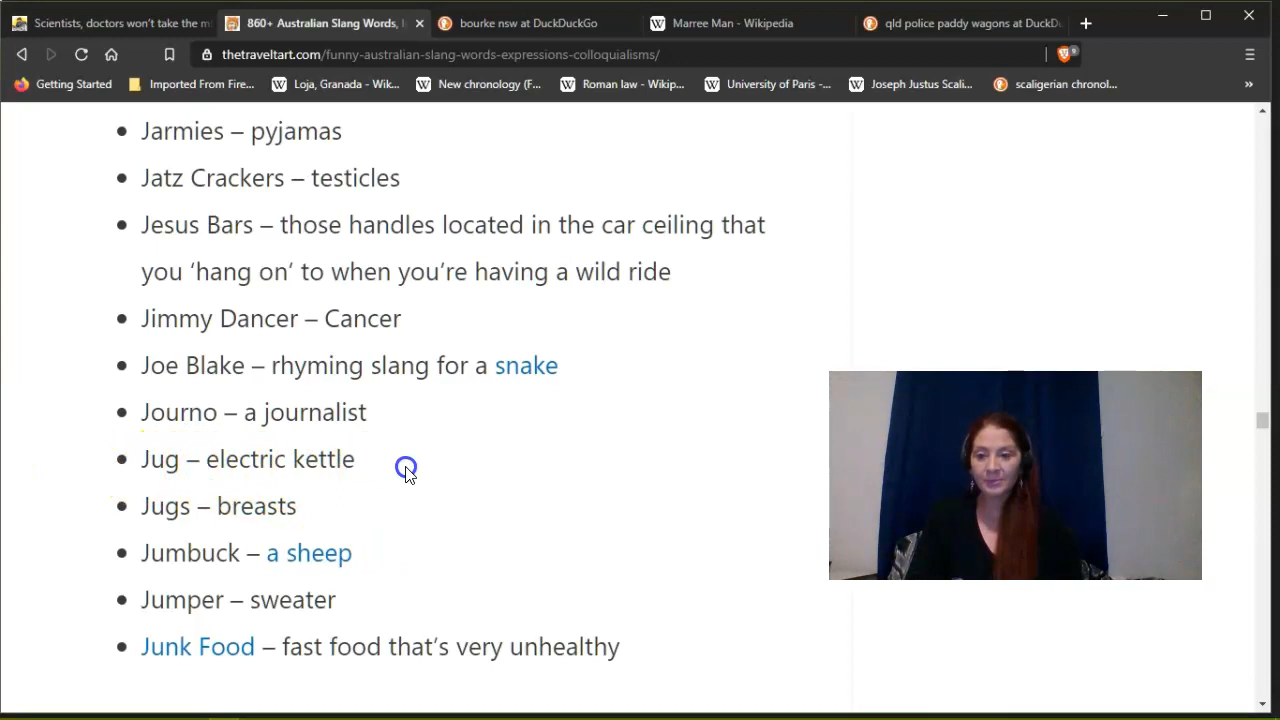 Scientists, doctors won't take the m
860+ Australian Slang Words, I
bourke nsw at DuckDuckGo
Marree Man - Wikipedia
qld police paddy wagons at DuckDu
thetraveltart.com/funny-australian-slang-words-expressions-colloquialisms/
Getting Started
Imported From Fire...
Loja, Granada - Wik...
New chronology (F...
Roman law - Wikip...
University of Paris -...
Joseph Justus Scali...
scaligerian chronol...
• Jarmies – pyjamas
• Jatz Crackers – testicles
• Jesus Bars – those handles located in the car ceiling that
you ‘hang on’ to when you’re having a wild ride
• Jimmy Dancer – Cancer
• Joe Blake – rhyming slang for a snake
• Journo – a journalist
• Jug – electric kettle
• Jugs – breasts
• Jumbuck – a sheep
• Jumper – sweater
• Junk Food – fast food that’s very unhealthy